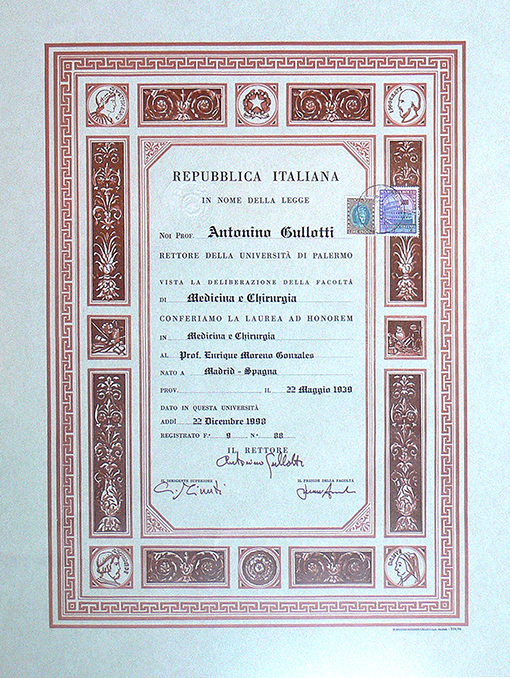 REPUBBLICA ITALIANA
IN NOME DELLA LEGGE
NOI PROF. Antonino Gullotti
RETTORE DELLA UNIVERSITÀ DI PALERMO
VISTA LA DELIBERAZIONE DELLA FACOLTÀ
DI Medicina e Chirurgia
CONFERIAMO LA LAUREA AD HONOREM
IN Medicina e Chirurgia
AL Prof. Enrique Moreno Gonzales
NATO A Madrid - Spagna
PROV. IL 22 Maggio 1939
DATO IN QUESTA UNIVERSITÀ
ADDÌ 22 Dicembre 1998
REGISTRATO F.° 9 N.° 88
IL RETTORE
Antonino Gullotti
IL DIRIGENTE SUPERIORE IL PRESIDE DELLA FACOLTÀ